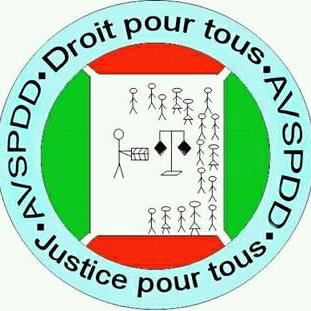 AVSPDD • Droit pour tous • AVSPDD •
Justice pour tous •